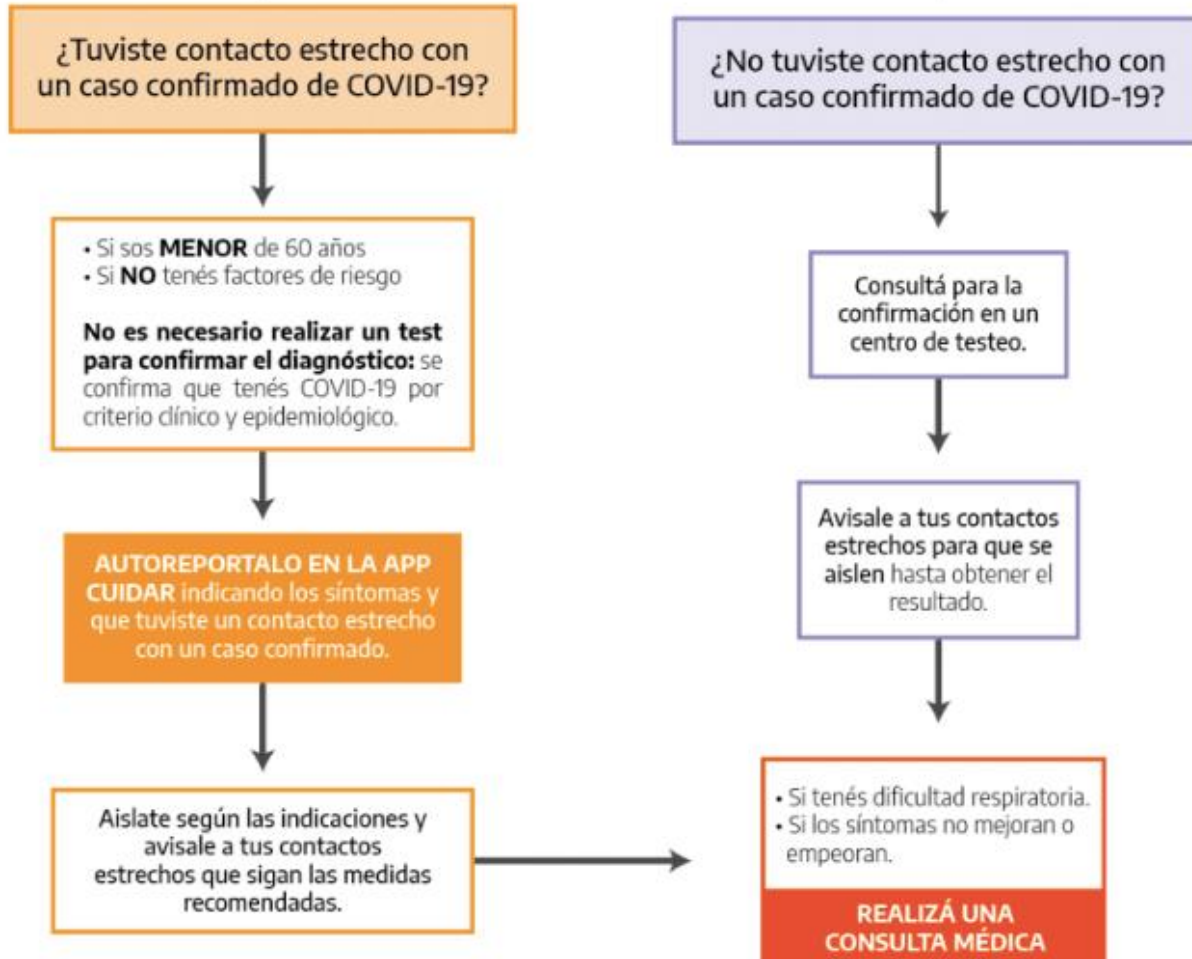 ¿Tuviste contacto estrecho con
un caso confirmado de COVID-19?
• Si sos MENOR de 60 años
• Si NO tenés factores de riesgo
No es necesario realizar un test
para confirmar el diagnóstico: se
confirma que tenés COVID-19 por
criterio clínico y epidemiológico.
AUTOREPORTALO EN LA APP
CUIDAR indicando los síntomas y
que tuviste un contacto estrecho
con un caso confirmado.
Aislate según las indicaciones y
avisale a tus contactos
estrechos que sigan las medidas
recomendadas.
¿No tuviste contacto estrecho con
un caso confirmado de COVID-19?
Consultá para la
confirmación en un
centro de testeo.
Avisale a tus contactos
estrechos para que se
aislen hasta obtener el
resultado.
• Si tenés dificultad respiratoria.
• Si los síntomas no mejoran o
empeoran.
REALIZÁ UNA
CONSULTA MÉDICA